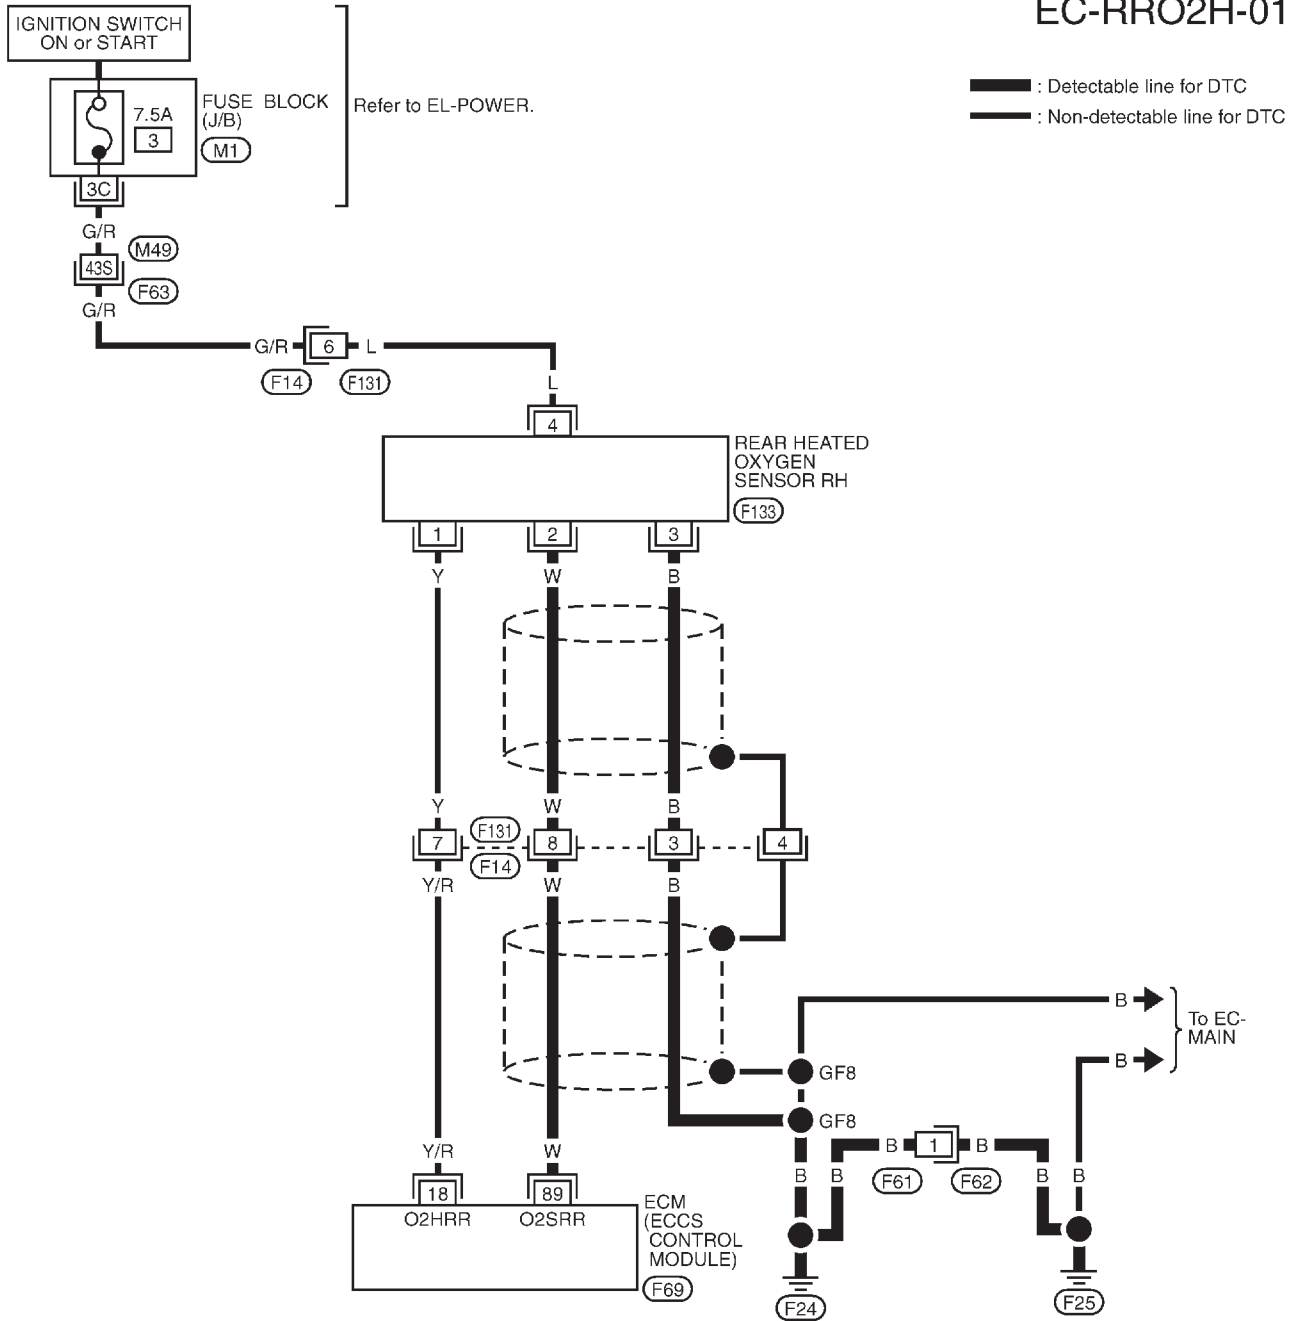 EC-RRO2H-01
IGNITION SWITCH
ON or START
7.5A
3
FUSE BLOCK
(J/B)
M1
Refer to EL-POWER.
: Detectable line for DTC
: Non-detectable line for DTC
3C
G/R
M49
43S
F63
G/R
G/R
6
L
F14
F131
L
4
REAR HEATED
OXYGEN
SENSOR RH
F133
1
2
3
Y
W
B
Y
W
B
7
F131
8
3
4
F14
Y/R
W
B
B
To EC-
MAIN
B
GF8
GF8
B
1
B
Y/R
W
B
B
F61
F62
B
B
18
89
O2HRR
O2SRR
ECM
(ECCS
CONTROL
MODULE)
F69
F24
F25